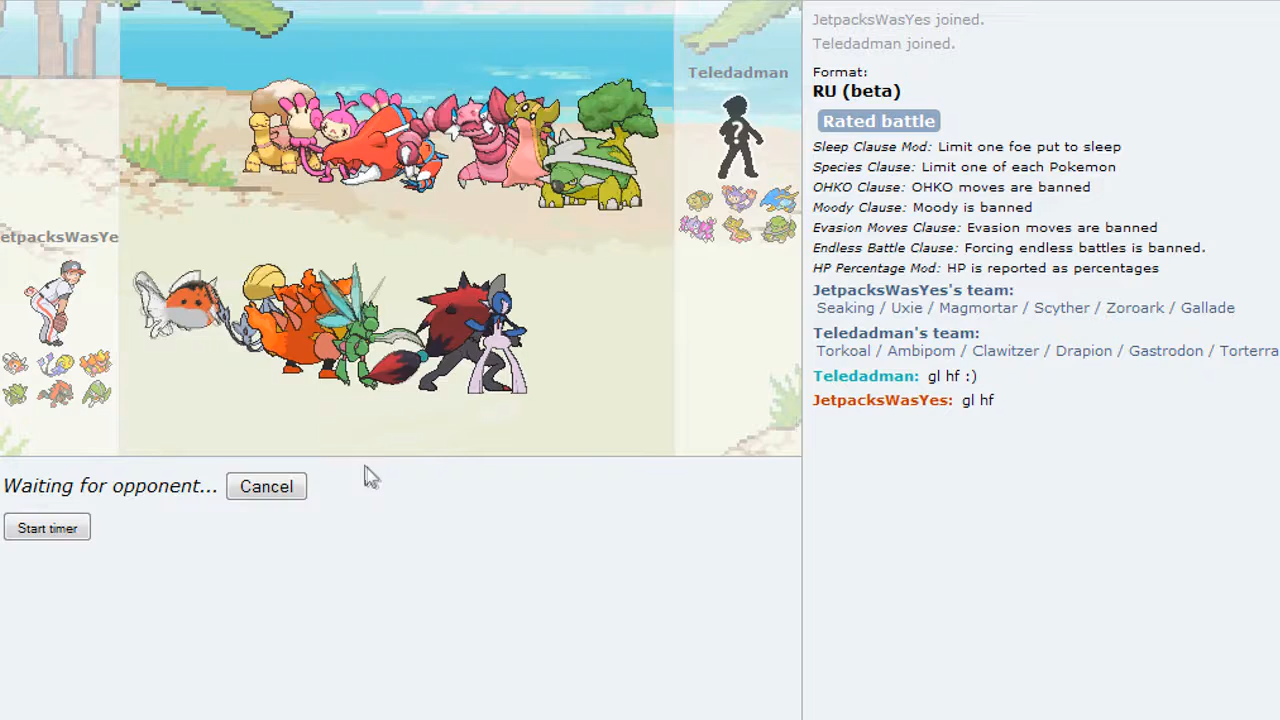 JetpacksWasYes joined.
Teledadman joined.
Format:
RU (beta)
Rated battle
Sleep Clause Mod: Limit one foe put to sleep
Species Clause: Limit one of each Pokemon
OHKO Clause: OHKO moves are banned
Moody Clause: Moody is banned
Evasion Moves Clause: Evasion moves are banned
Endless Battle Clause: Forcing endless battles is banned.
HP Percentage Mod: HP is reported as percentages
JetpacksWasYes's team:
Seaking / Uxie / Magmortar / Scyther / Zoroark / Gallade
Teledadman's team:
Torkoal / Ambipom / Clawitzer / Drapion / Gastrodon / Torterra
Teledadman: gl hf :)
JetpacksWasYes: gl hf
Teledadman
?
etpacksWasYe
Waiting for opponent... Cancel
Start timer